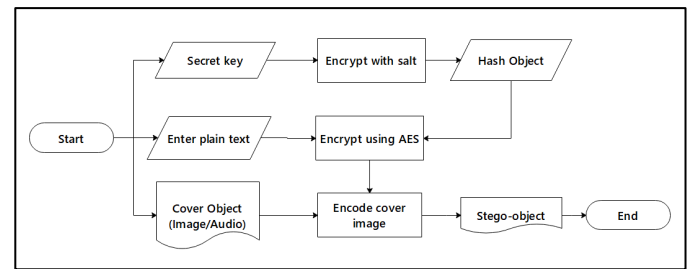 Secret key
Encrypt with salt
Hash Object
Start
Enter plain text
Encrypt using AES
Cover Object
(Image/Audio)
Encode cover
image
Stego-object
End